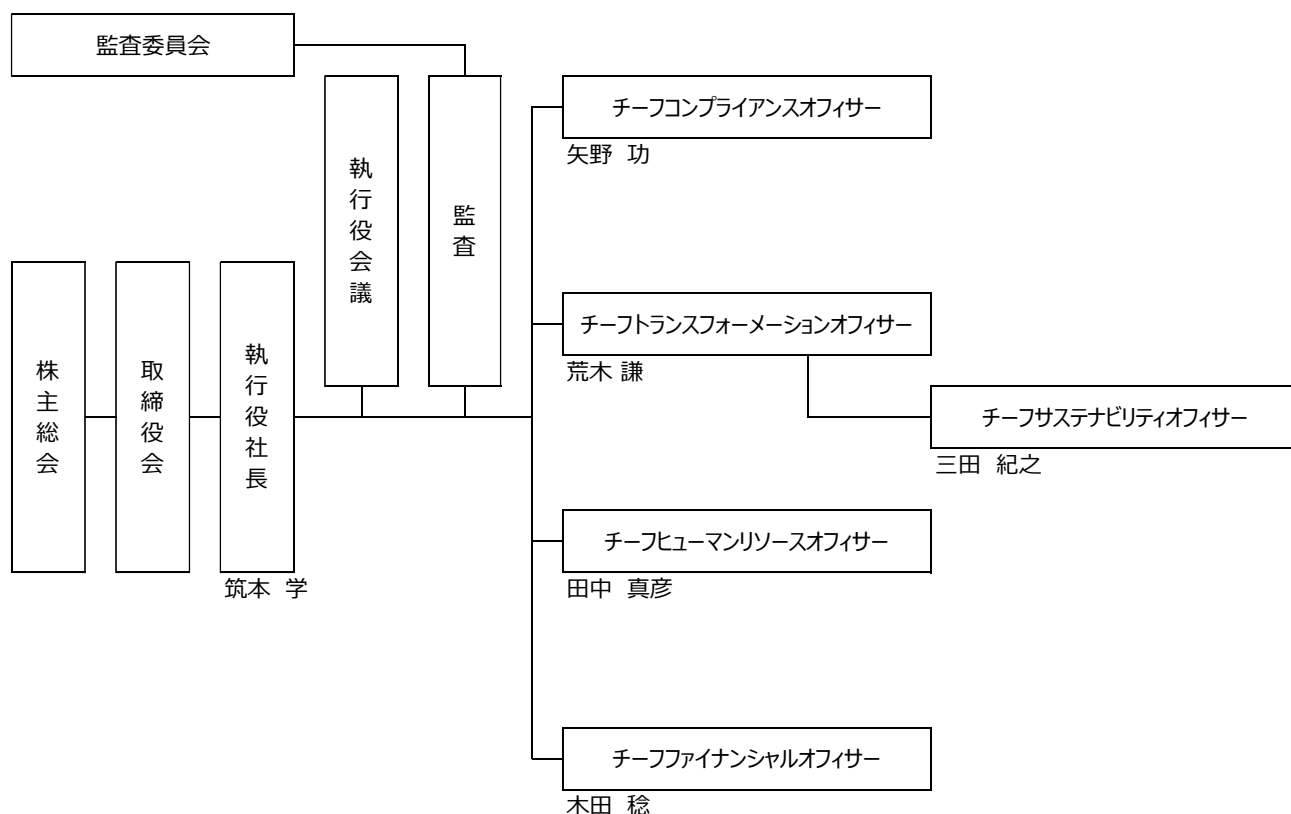 監査委員会
執行役会議
監査
株主総会
取締役会
執行役社長
筑本 学
チーフコンプライアンスオフィサー
矢野 功
チーフトランスフォーメーションオフィサー
荒木 謙
チーフサステナビリティオフィサー
三田 紀之
チーフヒューマンリソースオフィサー
田中 真彦
チーフファイナンシャルオフィサー
木田 稔